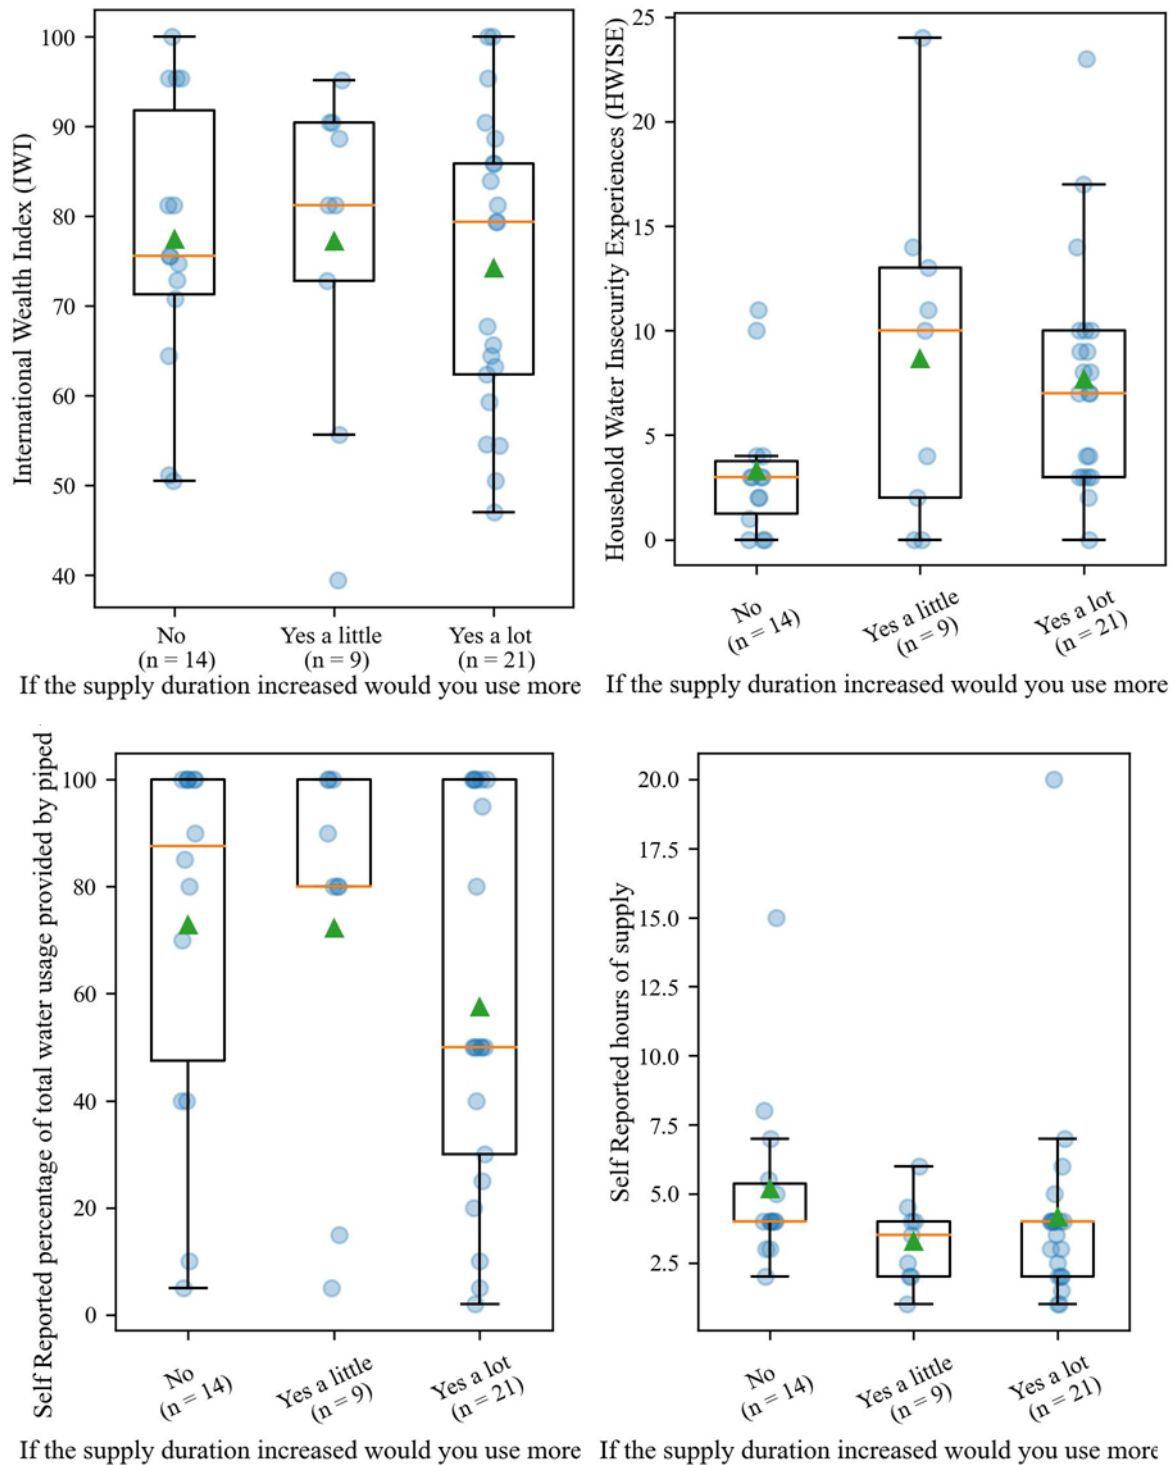 International Wealth Index (IWI)
100
90
80
70
60
50
40
No
(n = 14)
Yes a little
(n = 9)
Yes a lot
(n = 21)
If the supply duration increased would you use more
Household Water Insecurity Experiences (HWISE)
25
20
15
10
5
0
No
(n = 14)
Yes a little
(n = 9)
Yes a lot
(n = 21)
If the supply duration increased would you use more
Self Reported percentage of total water usage provided by piped
100
80
60
40
20
0
No
(n = 14)
Yes a little
(n = 9)
Yes a lot
(n = 21)
If the supply duration increased would you use more
Self Reported hours of supply
20.0
17.5
15.0
12.5
10.0
7.5
5.0
2.5
No
(n = 14)
Yes a little
(n = 9)
Yes a lot
(n = 21)
If the supply duration increased would you use more